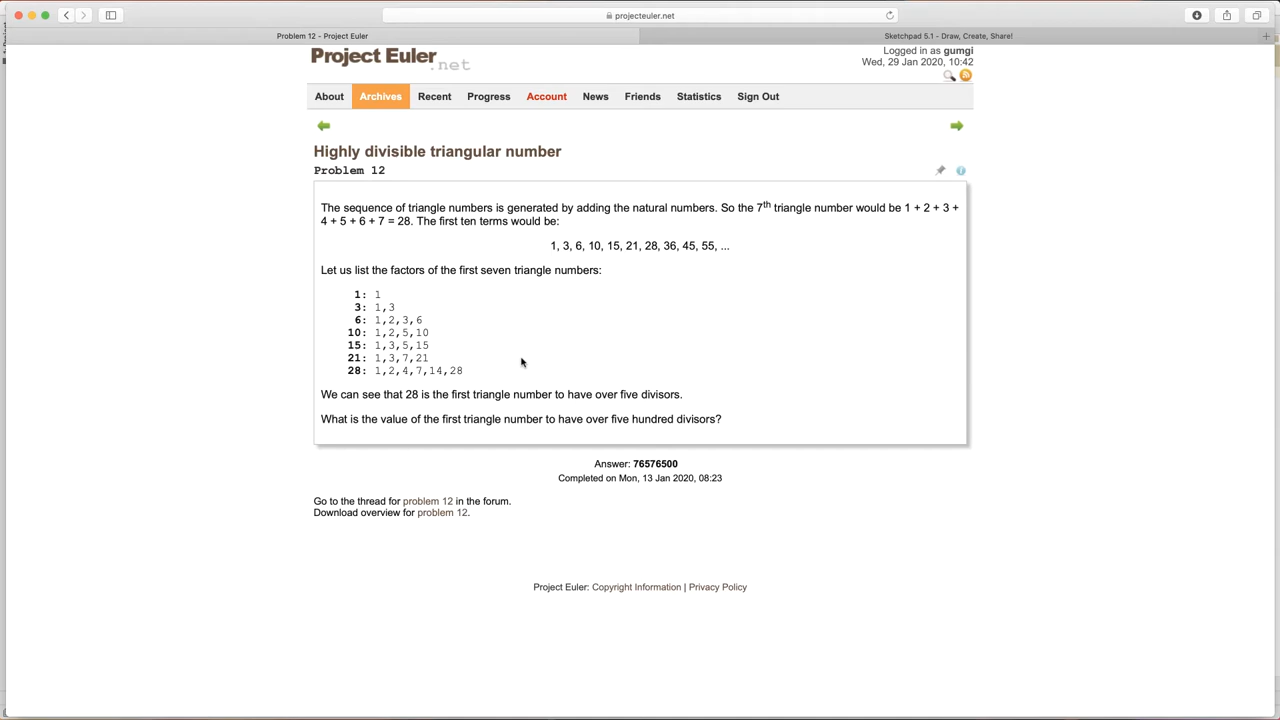 projecteuler.net
Problem 12 - Project Euler
Sketchpad 5.1 - Draw, Create, Share!
Project Euler
.net
Logged in as gumgi
Wed, 29 Jan 2020, 10:42
About Archives Recent Progress Account News Friends Statistics Sign Out
Highly divisible triangular number
Problem 12
The sequence of triangle numbers is generated by adding the natural numbers. So the 7th triangle number would be 1 + 2 + 3 +
4 + 5 + 6 + 7 = 28. The first ten terms would be:
1, 3, 6, 10, 15, 21, 28, 36, 45, 55, ...
Let us list the factors of the first seven triangle numbers:
1: 1
3: 1,3
6: 1,2,3,6
10: 1,2,5,10
15: 1,3,5,15
21: 1,3,7,21
28: 1,2,4,7,14,28
We can see that 28 is the first triangle number to have over five divisors.
What is the value of the first triangle number to have over five hundred divisors?
Answer: 76576500
Completed on Mon, 13 Jan 2020, 08:23
Go to the thread for problem 12 in the forum.
Download overview for problem 12.
Project Euler: Copyright Information | Privacy Policy